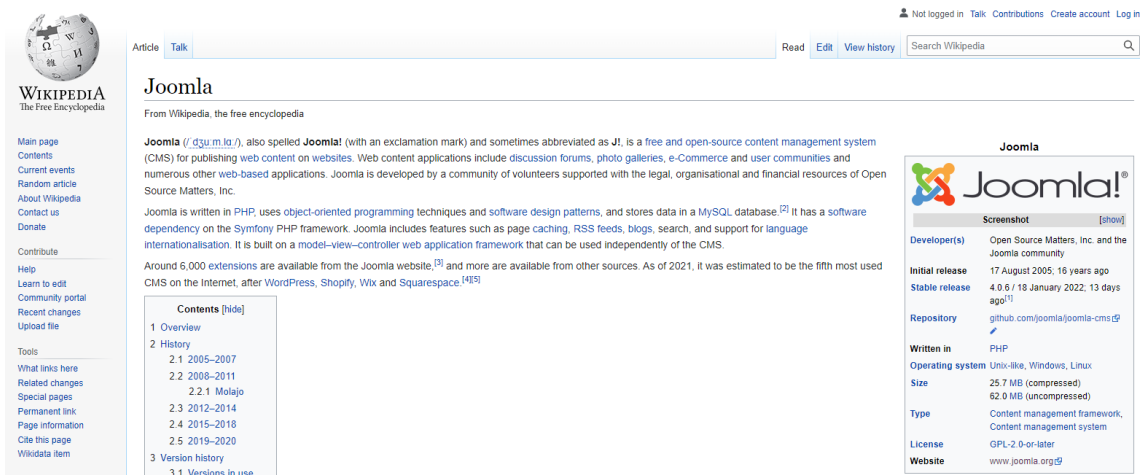 Not logged in Talk Contributions Create account Log in
Article Talk
Read Edit View history Search Wikipedia
WIKIPEDIA
The Free Encyclopedia
Main page
Contents
Current events
Random article
About Wikipedia
Contact us
Donate
Contribute
Help
Learn to edit
Community portal
Recent changes
Upload file
Tools
What links here
Related changes
Special pages
Permanent link
Page information
Cite this page
Wikidata item
Joomla
From Wikipedia, the free encyclopedia
Joomla (/ˈdʒuːm.lɑː/), also spelled Joomla! (with an exclamation mark) and sometimes abbreviated as J!, is a free and open-source content management system
(CMS) for publishing web content on websites. Web content applications include discussion forums, photo galleries, e-Commerce and user communities and
numerous other web-based applications. Joomla is developed by a community of volunteers supported with the legal, organisational and financial resources of Open
Source Matters, Inc.
Joomla is written in PHP, uses object-oriented programming techniques and software design patterns, and stores data in a MySQL database.[2] It has a software
dependency on the Symfony PHP framework. Joomla includes features such as page caching, RSS feeds, blogs, search, and support for language
internationalisation. It is built on a model–view–controller web application framework that can be used independently of the CMS.
Around 6,000 extensions are available from the Joomla website,[3] and more are available from other sources. As of 2021, it was estimated to be the fifth most used
CMS on the Internet, after WordPress, Shopify, Wix and Squarespace.[4][5]
Contents [hide]
1 Overview
2 History
2.1 2005–2007
2.2 2008–2011
2.2.1 Molajo
2.3 2012–2014
2.4 2015–2018
2.5 2019–2020
3 Version history
3.1 Versions in use
Joomla
Joomla!®
Screenshot [show]
Developer(s) Open Source Matters, Inc. and the
Joomla community
Initial release 17 August 2005; 16 years ago
Stable release 4.0.6 / 18 January 2022; 13 days
ago[1]
Repository github.com/joomla/joomla-cms
Written in PHP
Operating system Unix-like, Windows, Linux
Size 25.7 MB (compressed)
62.0 MB (uncompressed)
Type Content management framework,
Content management system
License GPL-2.0-or-later
Website www.joomla.org